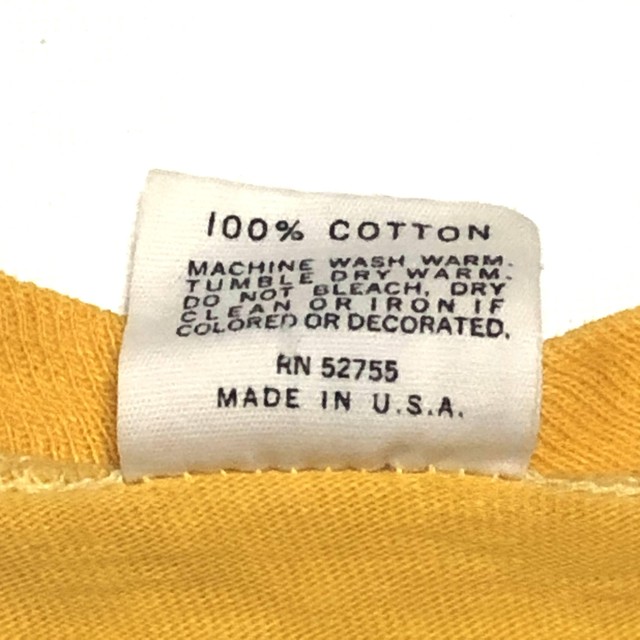 100% COTTON
MACHINE WASH WARM.
TUMBLE DRY WARM.
DO NOT BLEACH, DRY
CLEAN OR IRON IF
COLORED OR DECORATED.
RN 52755
MADE IN U.S.A.